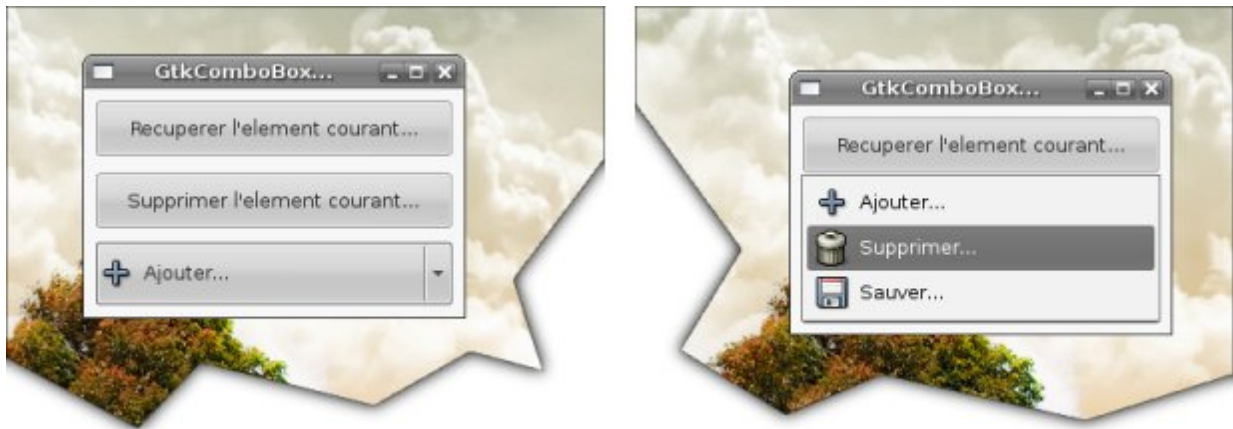 GtkComboBox...
Recuperer l'element courant...
Supprimer l'element courant...
Ajouter...
GtkComboBox...
Recuperer l'element courant...
Ajouter...
Supprimer...
Sauver...